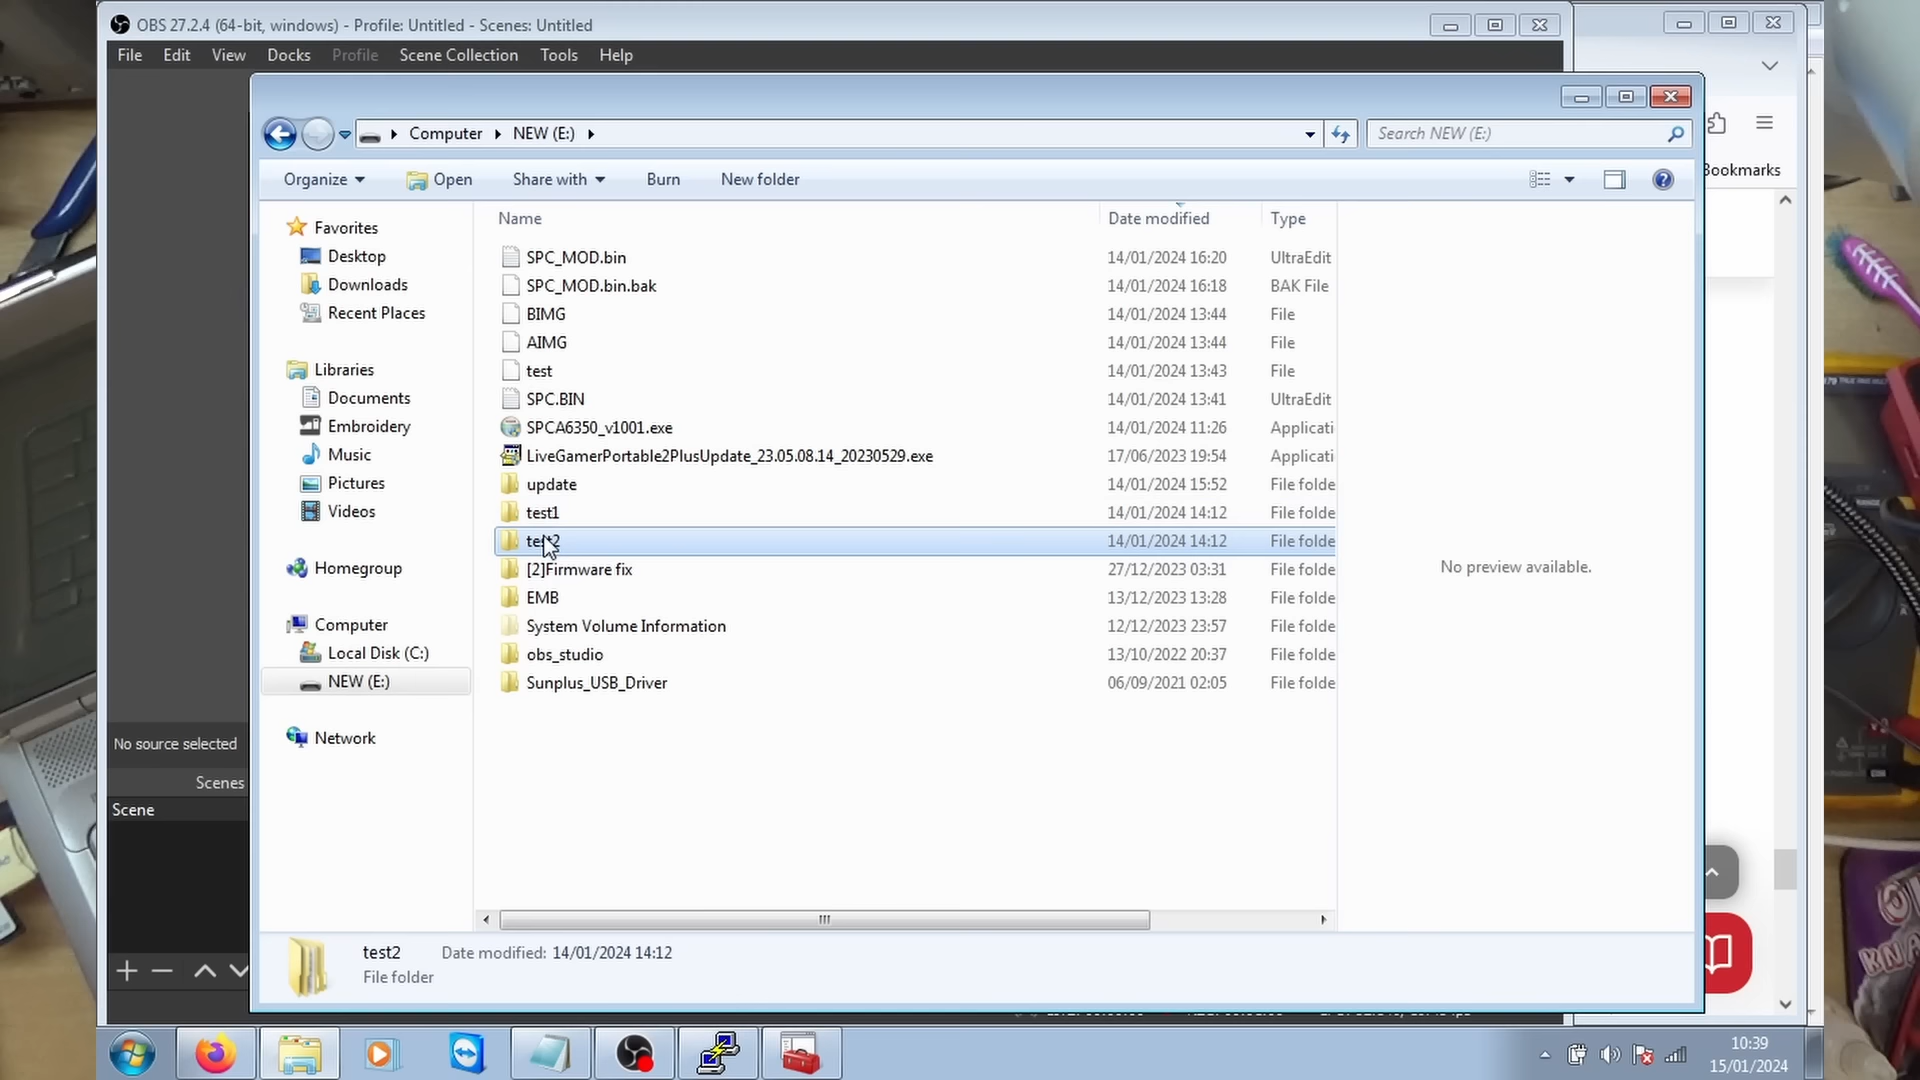 OBS 27.2.4 (64-bit, windows) - Profile: Untitled - Scenes: Untitled
File Edit View Docks Profile Scene Collection Tools Help
Computer NEW (E:)
Search NEW (E:)
Bookmarks
Organize Open Share with Burn New folder
Name Date modified Type
Favorites
Desktop
Downloads
Recent Places
Libraries
Documents
Embroidery
Music
Pictures
Videos
Homegroup
Computer
Local Disk (C:)
NEW (E:)
Network
SPC_MOD.bin 14/01/2024 16:20 UltraEdit
SPC_MOD.bin.bak 14/01/2024 16:18 BAK File
BIMG 14/01/2024 13:44 File
AIMG 14/01/2024 13:44 File
test 14/01/2024 13:43 File
SPC.BIN 14/01/2024 13:41 UltraEdit
SPCA6350_v1001.exe 14/01/2024 11:26 Applicati
LiveGamerPortable2PlusUpdate_23.05.08.14_20230529.exe 17/06/2023 19:54 Applicati
update 14/01/2024 15:52 File folde
test1 14/01/2024 14:12 File folde
test2 14/01/2024 14:12 File folde
[2]Firmware fix 27/12/2023 03:31 File folde
EMB 13/12/2023 13:28 File folde
System Volume Information 12/12/2023 23:57 File folde
obs_studio 13/10/2022 20:37 File folde
Sunplus_USB_Driver 06/09/2021 02:05 File folde
No preview available.
No source selected
Scenes
Scene
test2 Date modified: 14/01/2024 14:12
File folder
10:39
15/01/2024